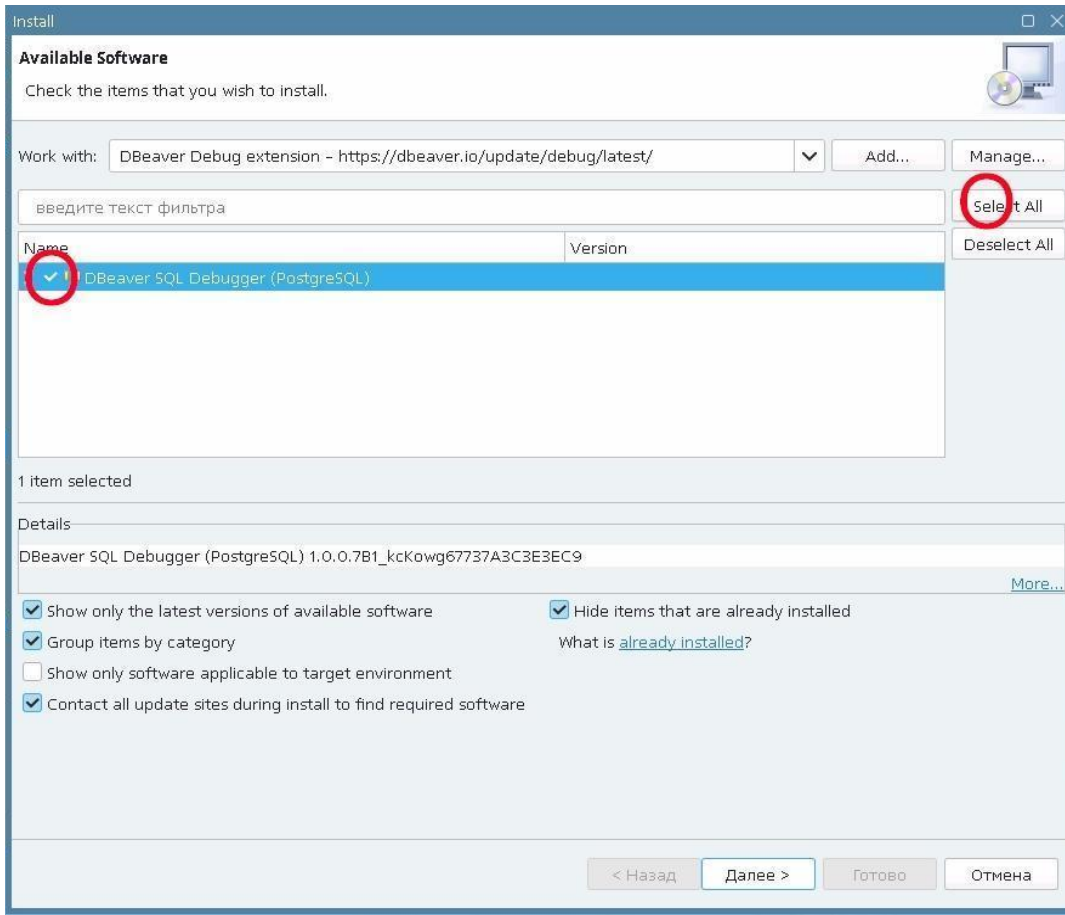 Install
Available Software
Check the items that you wish to install.
Work with: DBeaver Debug extension – https://dbeaver.io/update/debug/latest/ Add... Manage...
введите текст фильтра Select All
Name Version Deselect All
DBeaver SQL Debugger (PostgreSQL)
1 item selected
Details
DBeaver SQL Debugger (PostgreSQL) 1.0.0.7B1_kcKowg67737A3C3E3EC9
More...
Show only the latest versions of available software Hide items that are already installed
Group items by category What is already installed?
Show only software applicable to target environment
Contact all update sites during install to find required software
< Назад Далее > Готово Отмена